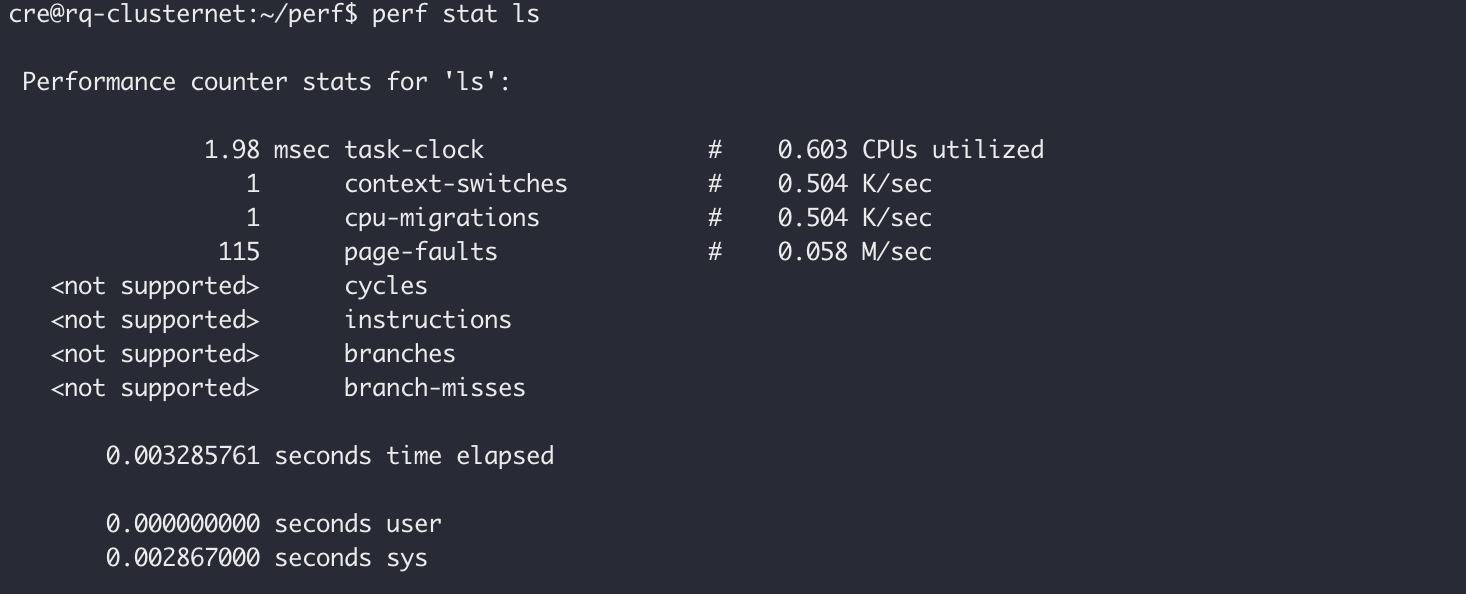 cre@rq-clusternet:~/perf$ perf stat ls
Performance counter stats for 'ls':
1.98 msec task-clock # 0.603 CPUs utilized
1 context-switches # 0.504 K/sec
1 cpu-migrations # 0.504 K/sec
115 page-faults # 0.058 M/sec
<not supported> cycles
<not supported> instructions
<not supported> branches
<not supported> branch-misses
0.003285761 seconds time elapsed
0.000000000 seconds user
0.002867000 seconds sys